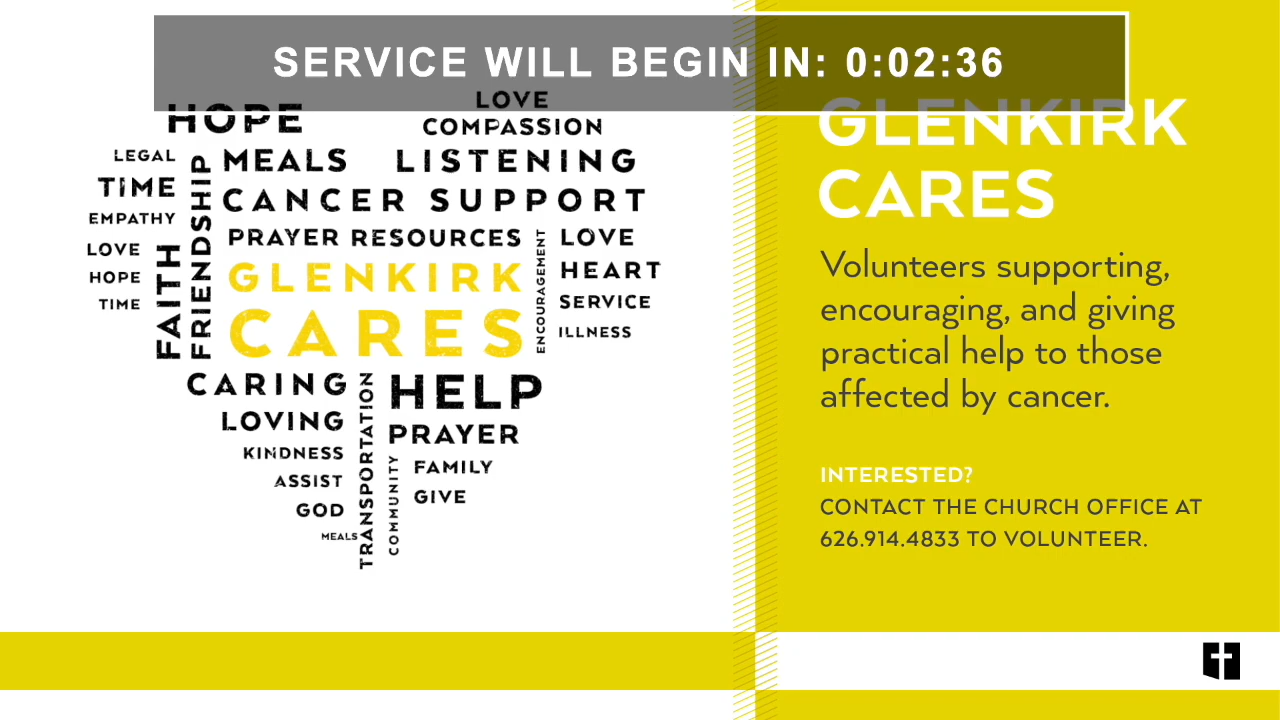 SERVICE WILL BEGIN IN: 0:02:36
HOPE
LOVE
COMPASSION
LEGAL
MEALS
LISTENING
TIME
FRIENDSHIP
CANCER SUPPORT
EMPATHY
PRAYER RESOURCES
LOVE
LOVE
FAITH
GLENKIRK
ENCOURAGEMENT
HEART
HOPE
SERVICE
TIME
CARES
ILLNESS
CARING
HELP
LOVING
TRANSPORTATION
PRAYER
KINDNESS
FAMILY
ASSIST
COMMUNITY
GIVE
GOD
MEALS
GLENKIRK
CARES
Volunteers supporting,
encouraging, and giving
practical help to those
affected by cancer.
INTERESTED?
CONTACT THE CHURCH OFFICE AT
626.914.4833 TO VOLUNTEER.